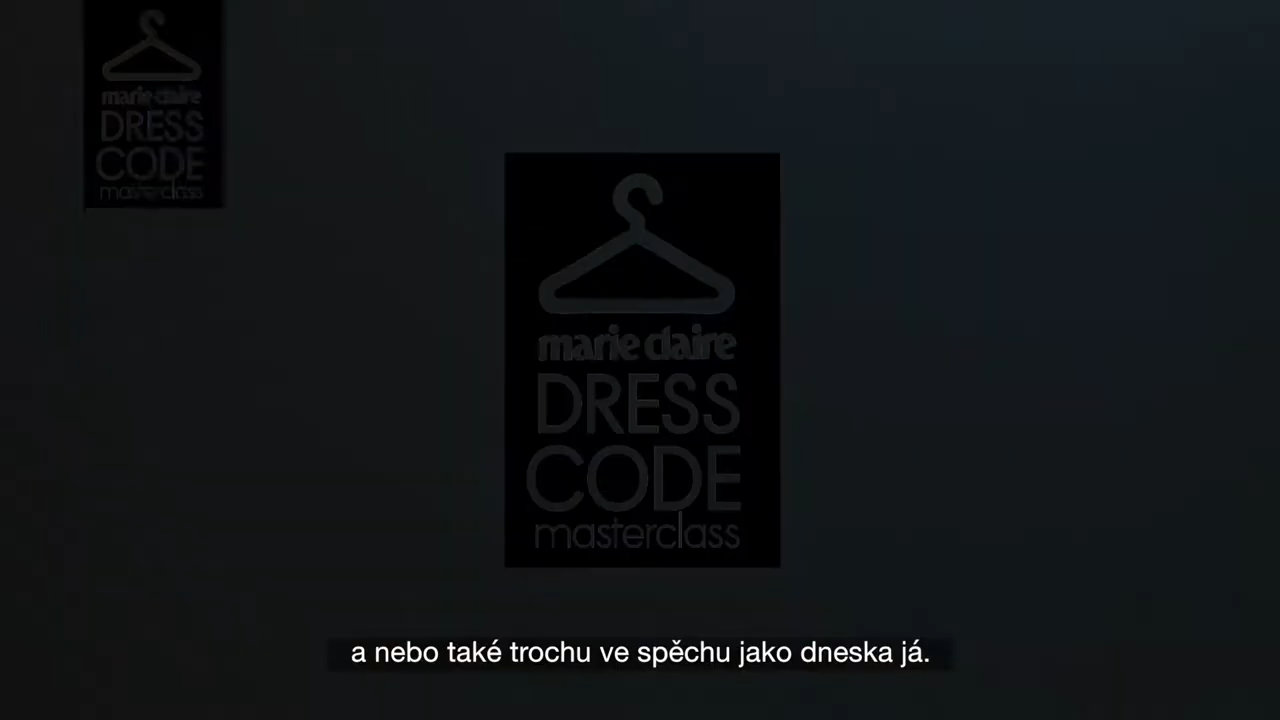 marie claire
DRESS
CODE
masterclass
marie claire
DRESS
CODE
masterclass
a nebo také trochu ve spěchu jako dneska já.